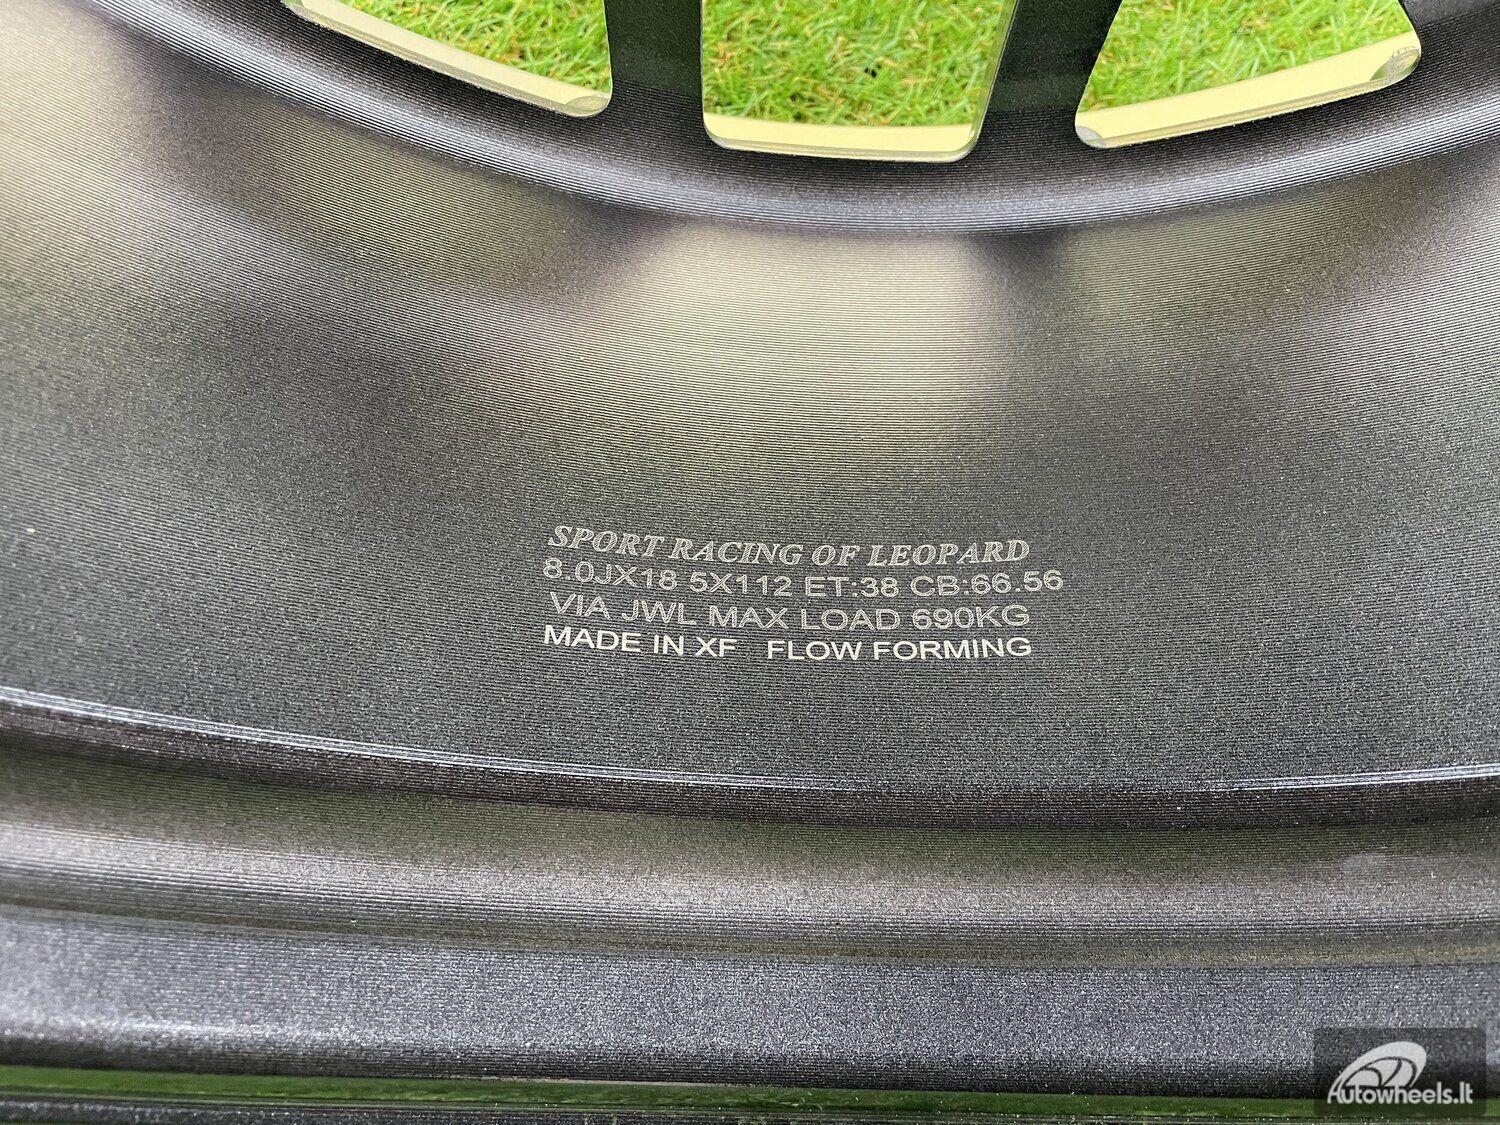 SPORT RACING OF LEOPARD
8.0JX18 5X112 ET:38 CB:66.56
VIA JWL MAX LOAD 690KG
MADE IN XF FLOW FORMING
Autowheels.lt